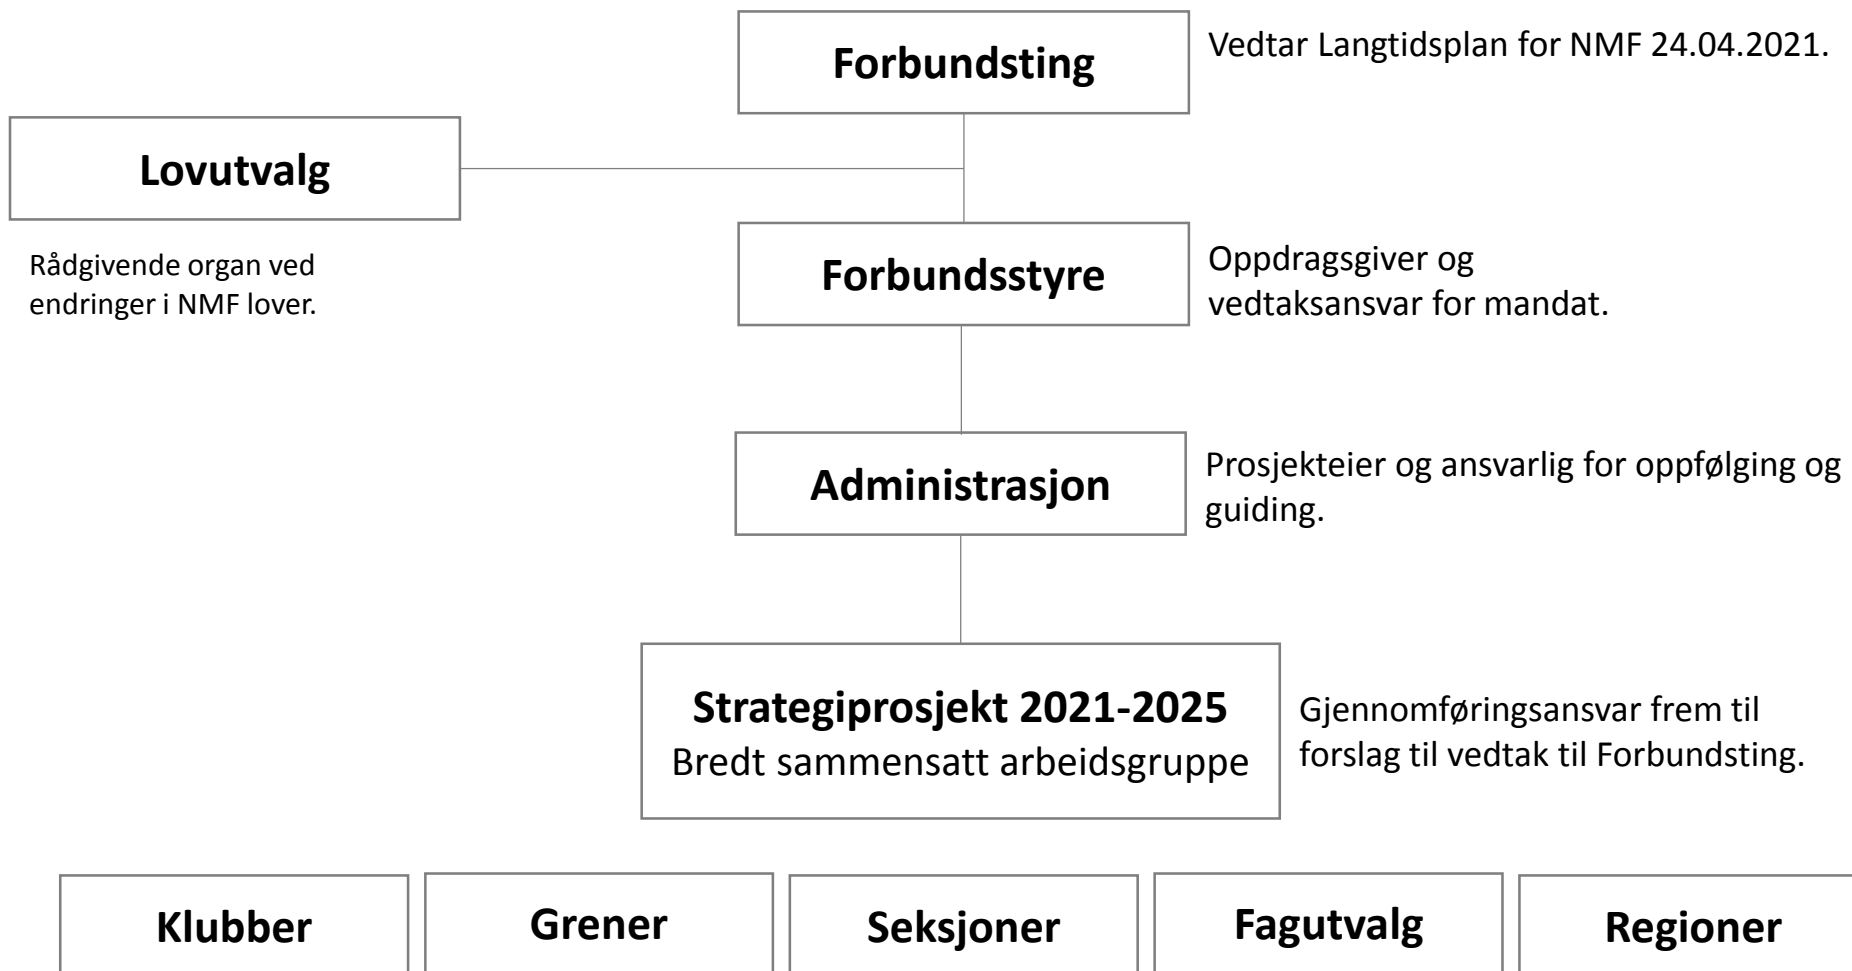 Forbundsting
Vedtar Langtidsplan for NMF 24.04.2021.
Lovutvalg
Rådgivende organ ved
endringer i NMF lover.
Forbundsstyre
Oppdragsgiver og
vedtaksansvar for mandat.
Administrasjon
Prosjekteier og ansvarlig for oppfølging og
guiding.
Strategiprosjekt 2021-2025
Bredt sammensatt arbeidsgruppe
Gjennomføringsansvar frem til
forslag til vedtak til Forbundsting.
Klubber
Grener
Seksjoner
Fagutvalg
Regioner